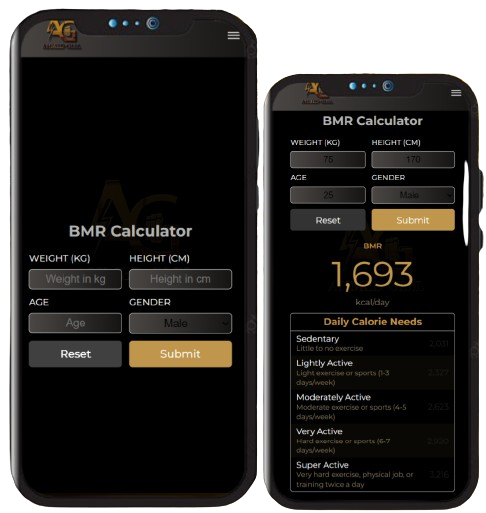 AG
BMR Calculator
WEIGHT (KG) HEIGHT (CM)
Weight in kg Height in cm
AGE GENDER
Age Male
Reset Submit
AG
BMR Calculator
WEIGHT (KG) HEIGHT (CM)
75 170
AGE GENDER
25 Male
Reset Submit
BMR
1,693
kcal/day
Daily Calorie Needs
Sedentary
Little to no exercise
2,031
Lightly Active
Light exercise or sports (1-3
days/week)
2,327
Moderately Active
Moderate exercise or sports (4-5
days/week)
2,623
Very Active
Hard exercise or sports (6-7
days/week)
Super Active
Very hard exercise, physical job, or
training twice a day
3,216